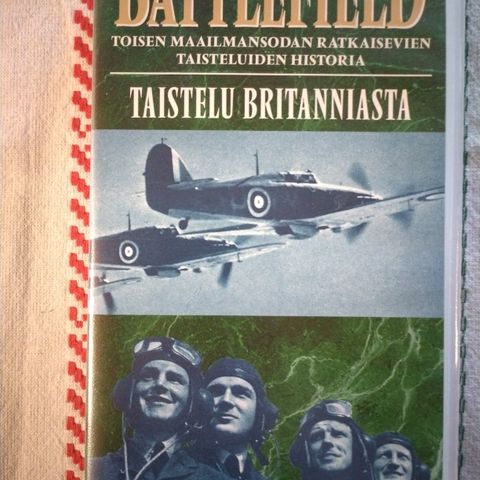 BATTLEFIELD
TOISEN MAAILMANSODAN RATKAISEVIEN
TAISTELUIDEN HISTORIA
TAISTELU BRITANNIASTA